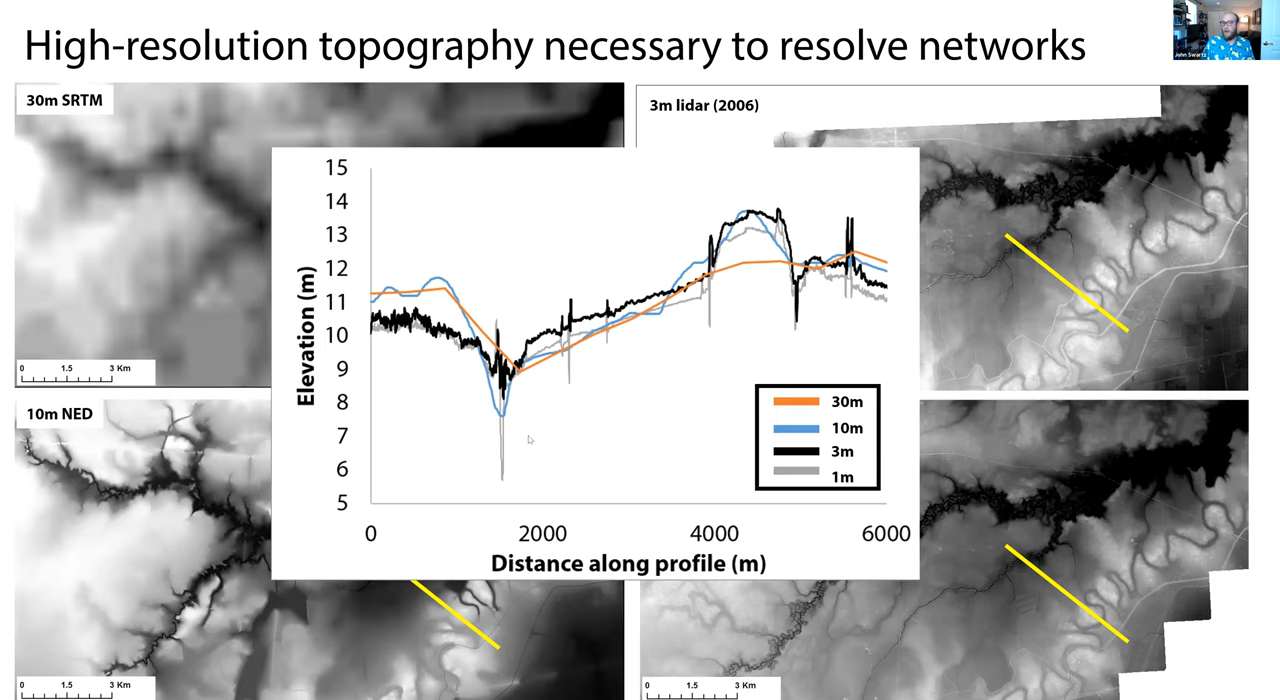 High-resolution topography necessary to resolve networks
John Swartz
30m SRTM
0 1.5 3 Km
3m lidar (2006)
10m NED
0 1.5 3 Km
0 1.5 3 Km
Elevation (m)
15
14
13
12
11
10
9
8
7
6
5
0 2000 4000 6000
Distance along profile (m)
30m
10m
3m
1m